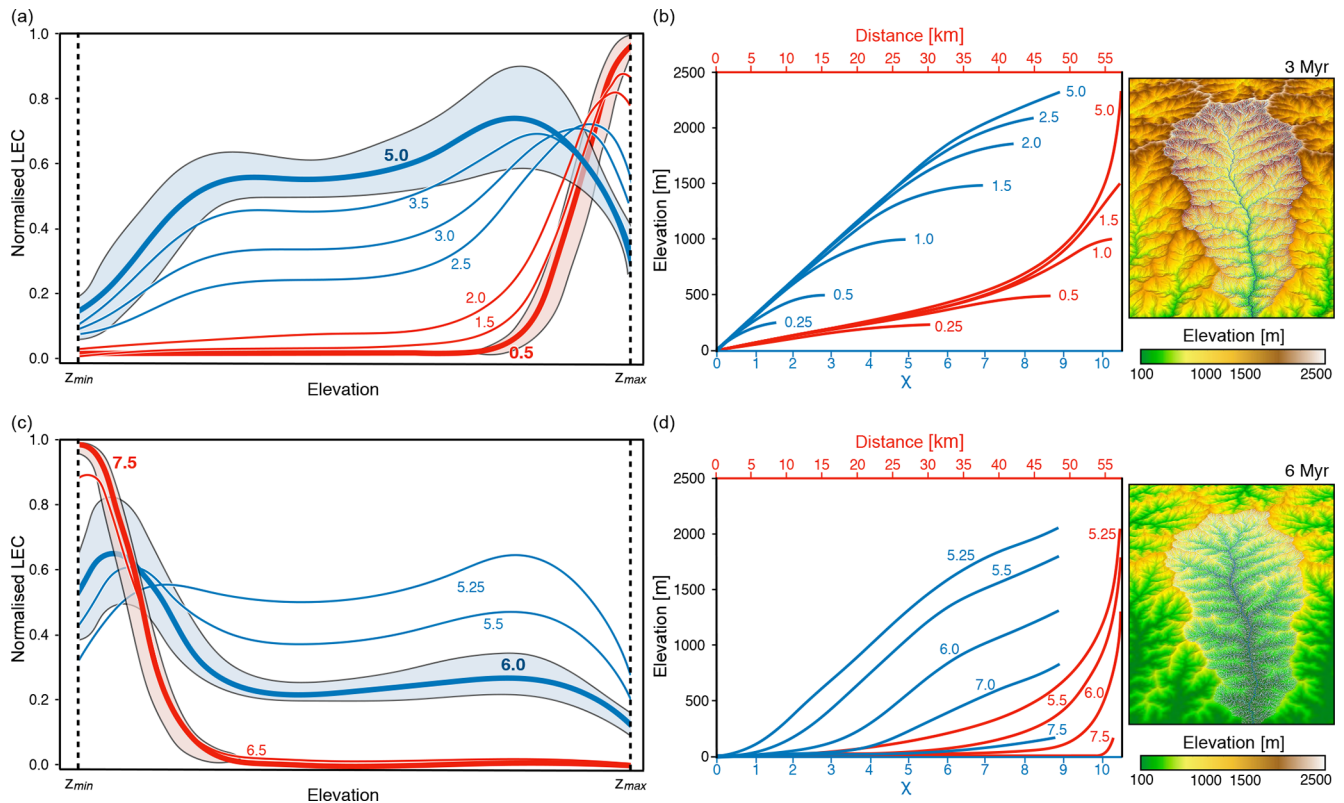 (a)
Normalised LEC
1.0
0.8
0.6
0.4
0.2
0.0
5.0
3.5
3.0
2.5
2.0
1.5
0.5
zmin
Elevation
zmax
(b)
Distance [km]
0 5 10 15 20 25 30 35 40 45 50 55
Elevation [m]
2500
2000
1500
1000
500
0
5.0
2.5
2.0
1.5
1.0
0.5
0.25
5.0
1.5
1.0
0.5
0.25
0 1 2 3 4 5 6 7 8 9 10
χ
3 Myr
Elevation [m]
100 1000 1500 2500
(c)
Normalised LEC
1.0
0.8
0.6
0.4
0.2
0.0
7.5
5.25
5.5
6.0
6.5
zmin
Elevation
zmax
(d)
Distance [km]
0 5 10 15 20 25 30 35 40 45 50 55
Elevation [m]
2500
2000
1500
1000
500
0
5.25
5.5
6.0
7.0
7.5
5.25
5.5
6.0
7.5
0 1 2 3 4 5 6 7 8 9 10
χ
6 Myr
Elevation [m]
100 1000 1500 2500